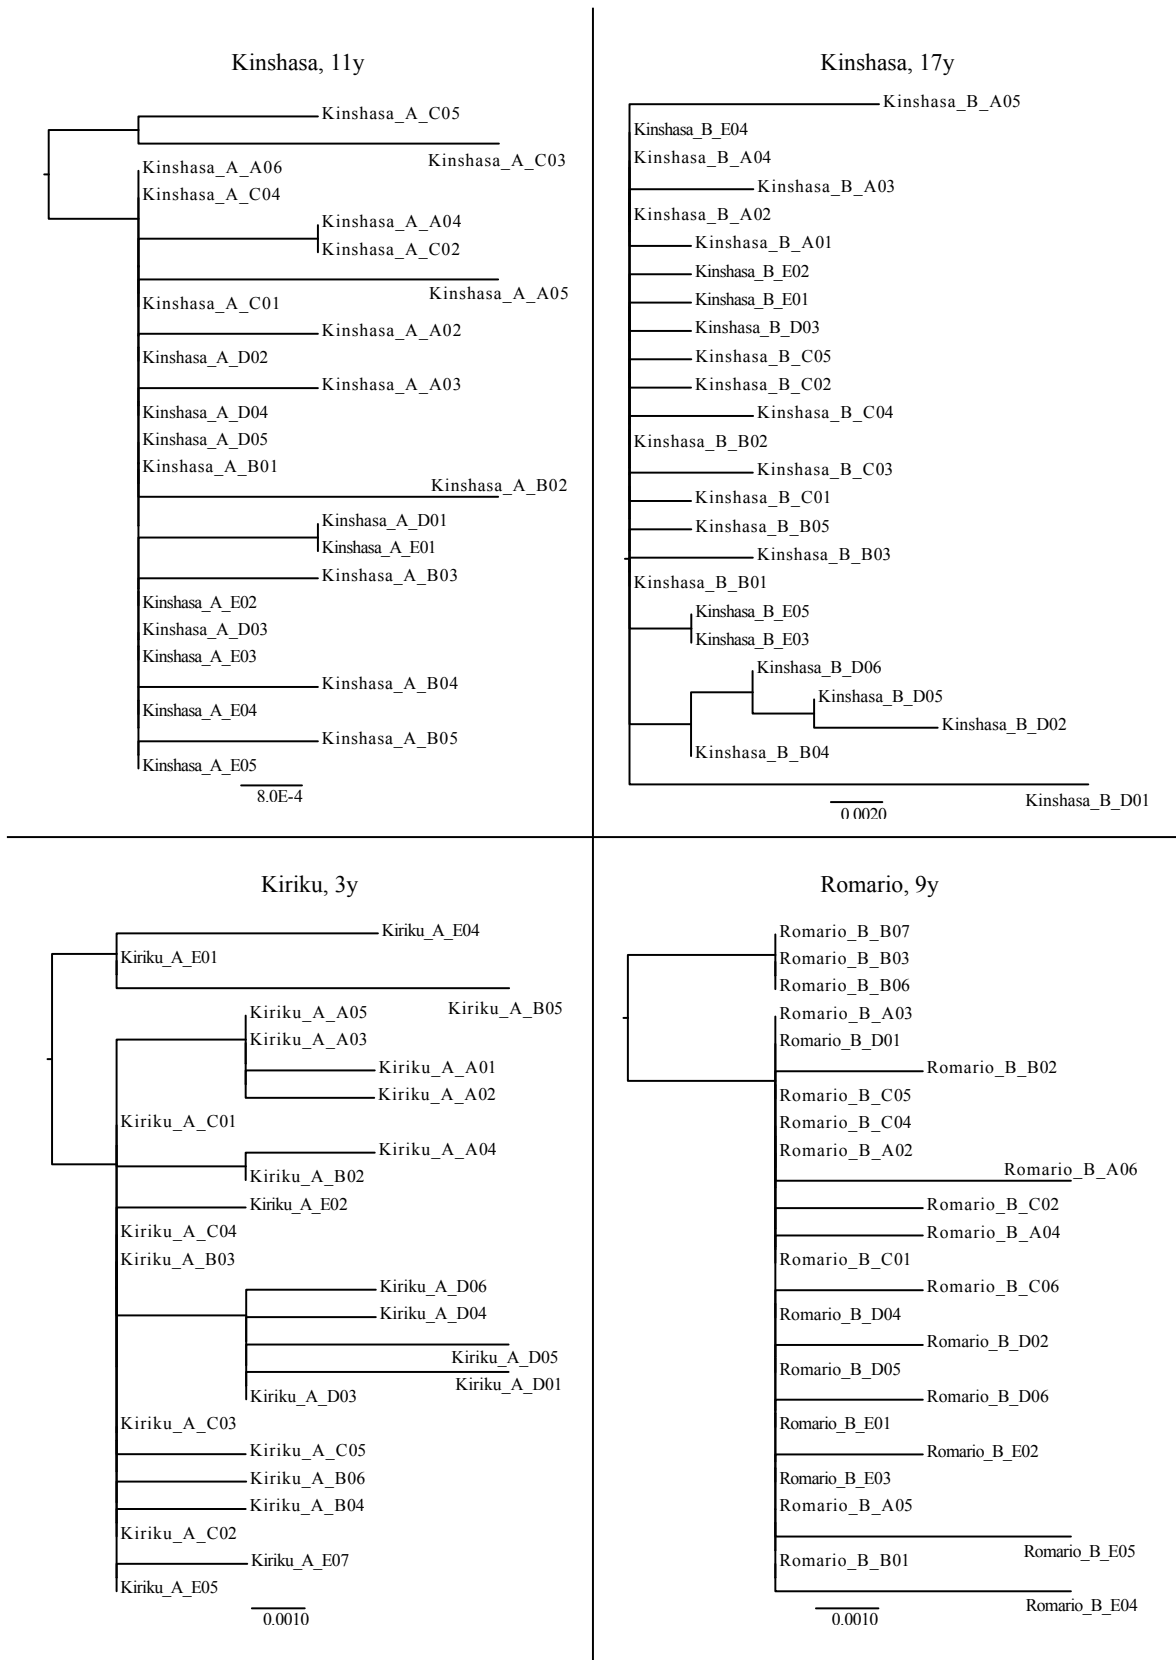 Kinshasa, 11y
Kinshasa_A_C05
Kinshasa_A_C03
Kinshasa_A_A06
Kinshasa_A_C04
Kinshasa_A_A04
Kinshasa_A_C02
Kinshasa_A_A05
Kinshasa_A_C01
Kinshasa_A_A02
Kinshasa_A_D02
Kinshasa_A_A03
Kinshasa_A_D04
Kinshasa_A_D05
Kinshasa_A_B01
Kinshasa_A_B02
Kinshasa_A_D01
Kinshasa_A_E01
Kinshasa_A_B03
Kinshasa_A_E02
Kinshasa_A_D03
Kinshasa_A_E03
Kinshasa_A_B04
Kinshasa_A_E04
Kinshasa_A_B05
Kinshasa_A_E05
8.0E-4
Kinshasa, 17y
Kinshasa_B_A05
Kinshasa_B_E04
Kinshasa_B_A04
Kinshasa_B_A03
Kinshasa_B_A02
Kinshasa_B_A01
Kinshasa_B_E02
Kinshasa_B_E01
Kinshasa_B_D03
Kinshasa_B_C05
Kinshasa_B_C02
Kinshasa_B_C04
Kinshasa_B_B02
Kinshasa_B_C03
Kinshasa_B_C01
Kinshasa_B_B05
Kinshasa_B_B03
Kinshasa_B_B01
Kinshasa_B_E05
Kinshasa_B_E03
Kinshasa_B_D06
Kinshasa_B_D05
Kinshasa_B_D02
Kinshasa_B_B04
Kinshasa_B_D01
0.0020
Kiriku, 3y
Kiriku_A_E04
Kiriku_A_E01
Kiriku_A_B05
Kiriku_A_A05
Kiriku_A_A03
Kiriku_A_A01
Kiriku_A_A02
Kiriku_A_C01
Kiriku_A_A04
Kiriku_A_B02
Kiriku_A_E02
Kiriku_A_C04
Kiriku_A_B03
Kiriku_A_D06
Kiriku_A_D04
Kiriku_A_D05
Kiriku_A_D01
Kiriku_A_D03
Kiriku_A_C03
Kiriku_A_C05
Kiriku_A_B06
Kiriku_A_B04
Kiriku_A_C02
Kiriku_A_E07
Kiriku_A_E05
0.0010
Romario, 9y
Romario_B_B07
Romario_B_B03
Romario_B_B06
Romario_B_A03
Romario_B_D01
Romario_B_B02
Romario_B_C05
Romario_B_C04
Romario_B_A02
Romario_B_A06
Romario_B_C02
Romario_B_A04
Romario_B_C01
Romario_B_C06
Romario_B_D04
Romario_B_D02
Romario_B_D05
Romario_B_D06
Romario_B_E01
Romario_B_E02
Romario_B_E03
Romario_B_A05
Romario_B_E05
Romario_B_B01
Romario_B_E04
0.0010